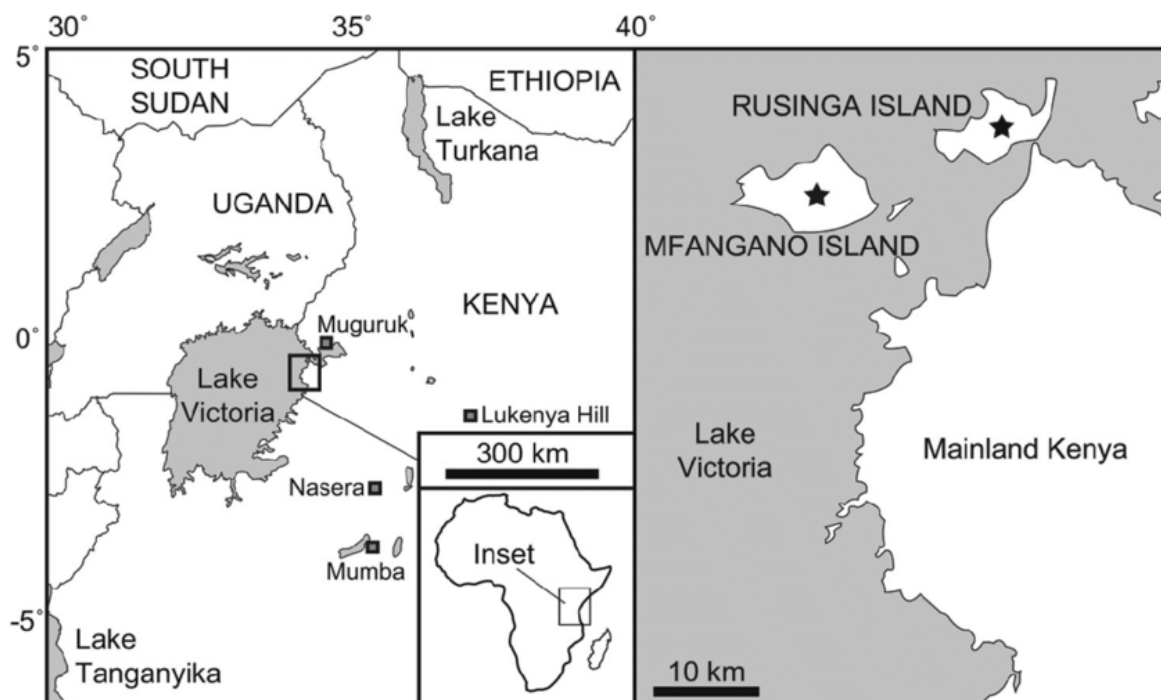 30°
35°
40°
5°
0°
-5°
SOUTH
SUDAN
ETHIOPIA
Lake
Turkana
UGANDA
KENYA
Muguruk
Lake
Victoria
Lukenya Hill
300 km
Nasera
Mumba
Inset
Lake
Tanganyika
RUSINGA ISLAND
MFANGANO ISLAND
Lake
Victoria
Mainland Kenya
10 km